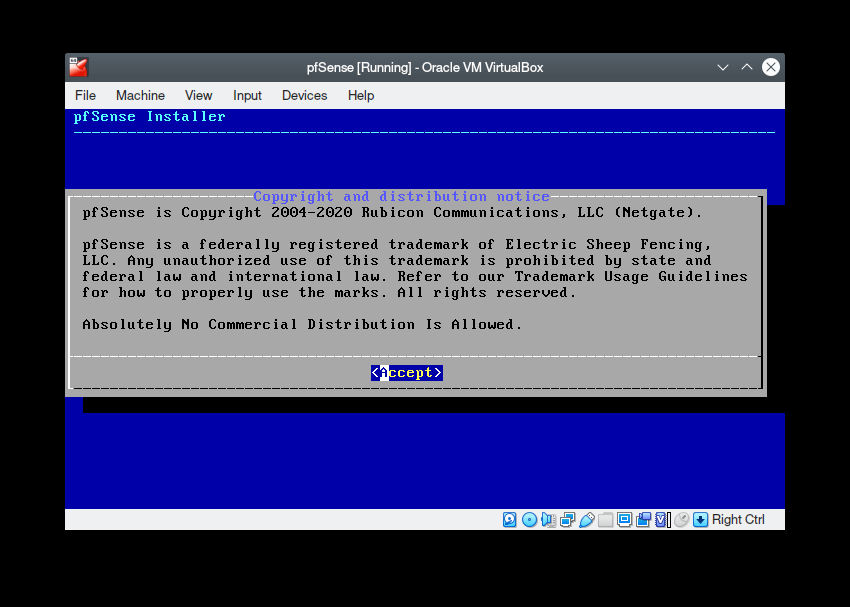 pfSense [Running] - Oracle VM VirtualBox
File Machine View Input Devices Help
pfSense Installer
Copyright and distribution notice
pfSense is Copyright 2004-2020 Rubicon Communications, LLC (Netgate).
pfSense is a federally registered trademark of Electric Sheep Fencing,
LLC. Any unauthorized use of this trademark is prohibited by state and
federal law and international law. Refer to our Trademark Usage Guidelines
for how to properly use the marks. All rights reserved.
Absolutely No Commercial Distribution Is Allowed.
<Accept>
Right Ctrl